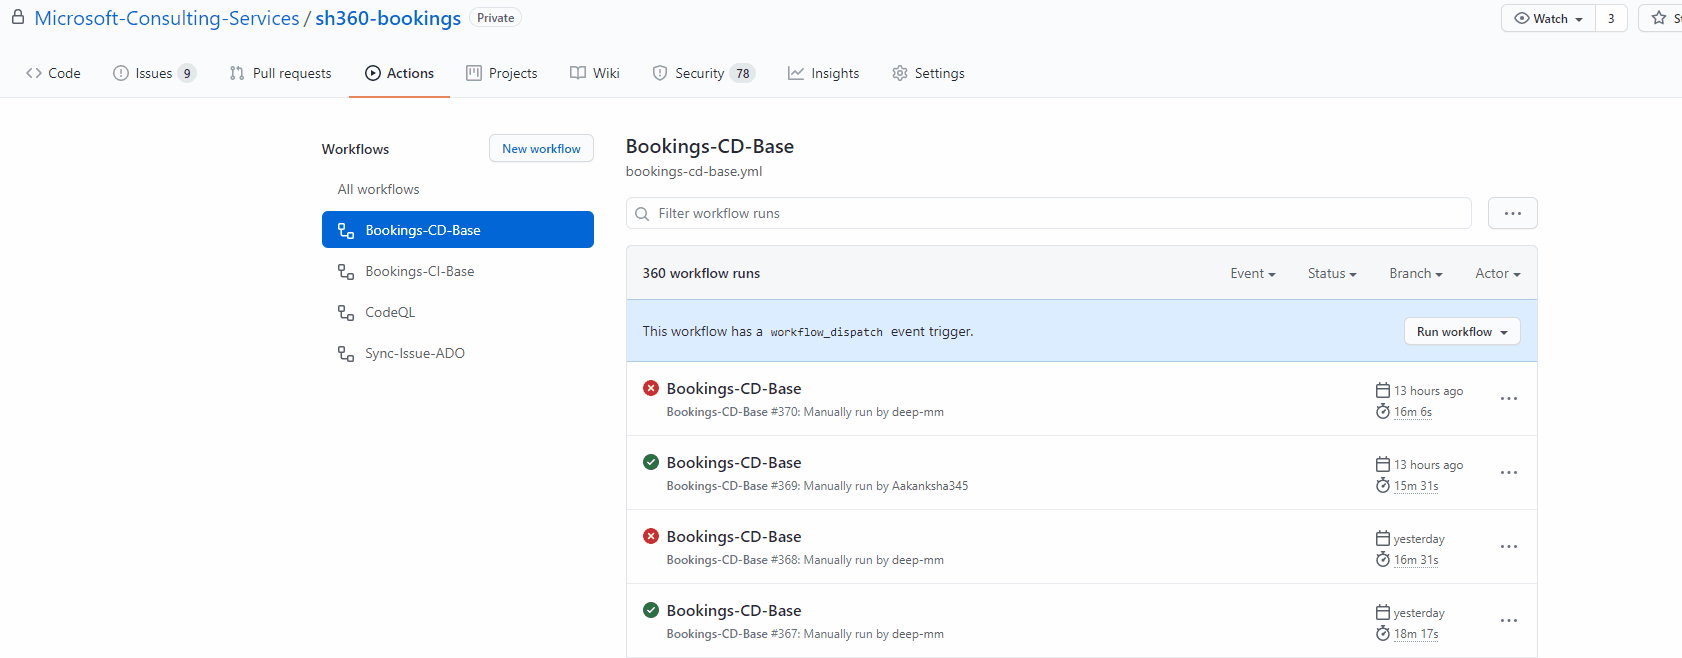 Microsoft-Consulting-Services / sh360-bookings Private Watch 3
Code Issues 9 Pull requests Actions Projects Wiki Security 78 Insights Settings
Workflows New workflow
All workflows
Bookings-CD-Base
Bookings-CI-Base
CodeQL
Sync-Issue-ADO
Bookings-CD-Base
bookings-cd-base.yml
Filter workflow runs
360 workflow runs Event Status Branch Actor
This workflow has a workflow_dispatch event trigger. Run workflow
Bookings-CD-Base 13 hours ago
Bookings-CD-Base #370: Manually run by deep-mm 16m 6s
Bookings-CD-Base 13 hours ago
Bookings-CD-Base #369: Manually run by Aakanksha345 15m 31s
Bookings-CD-Base yesterday
Bookings-CD-Base #368: Manually run by deep-mm 16m 31s
Bookings-CD-Base yesterday
Bookings-CD-Base #367: Manually run by deep-mm 18m 17s